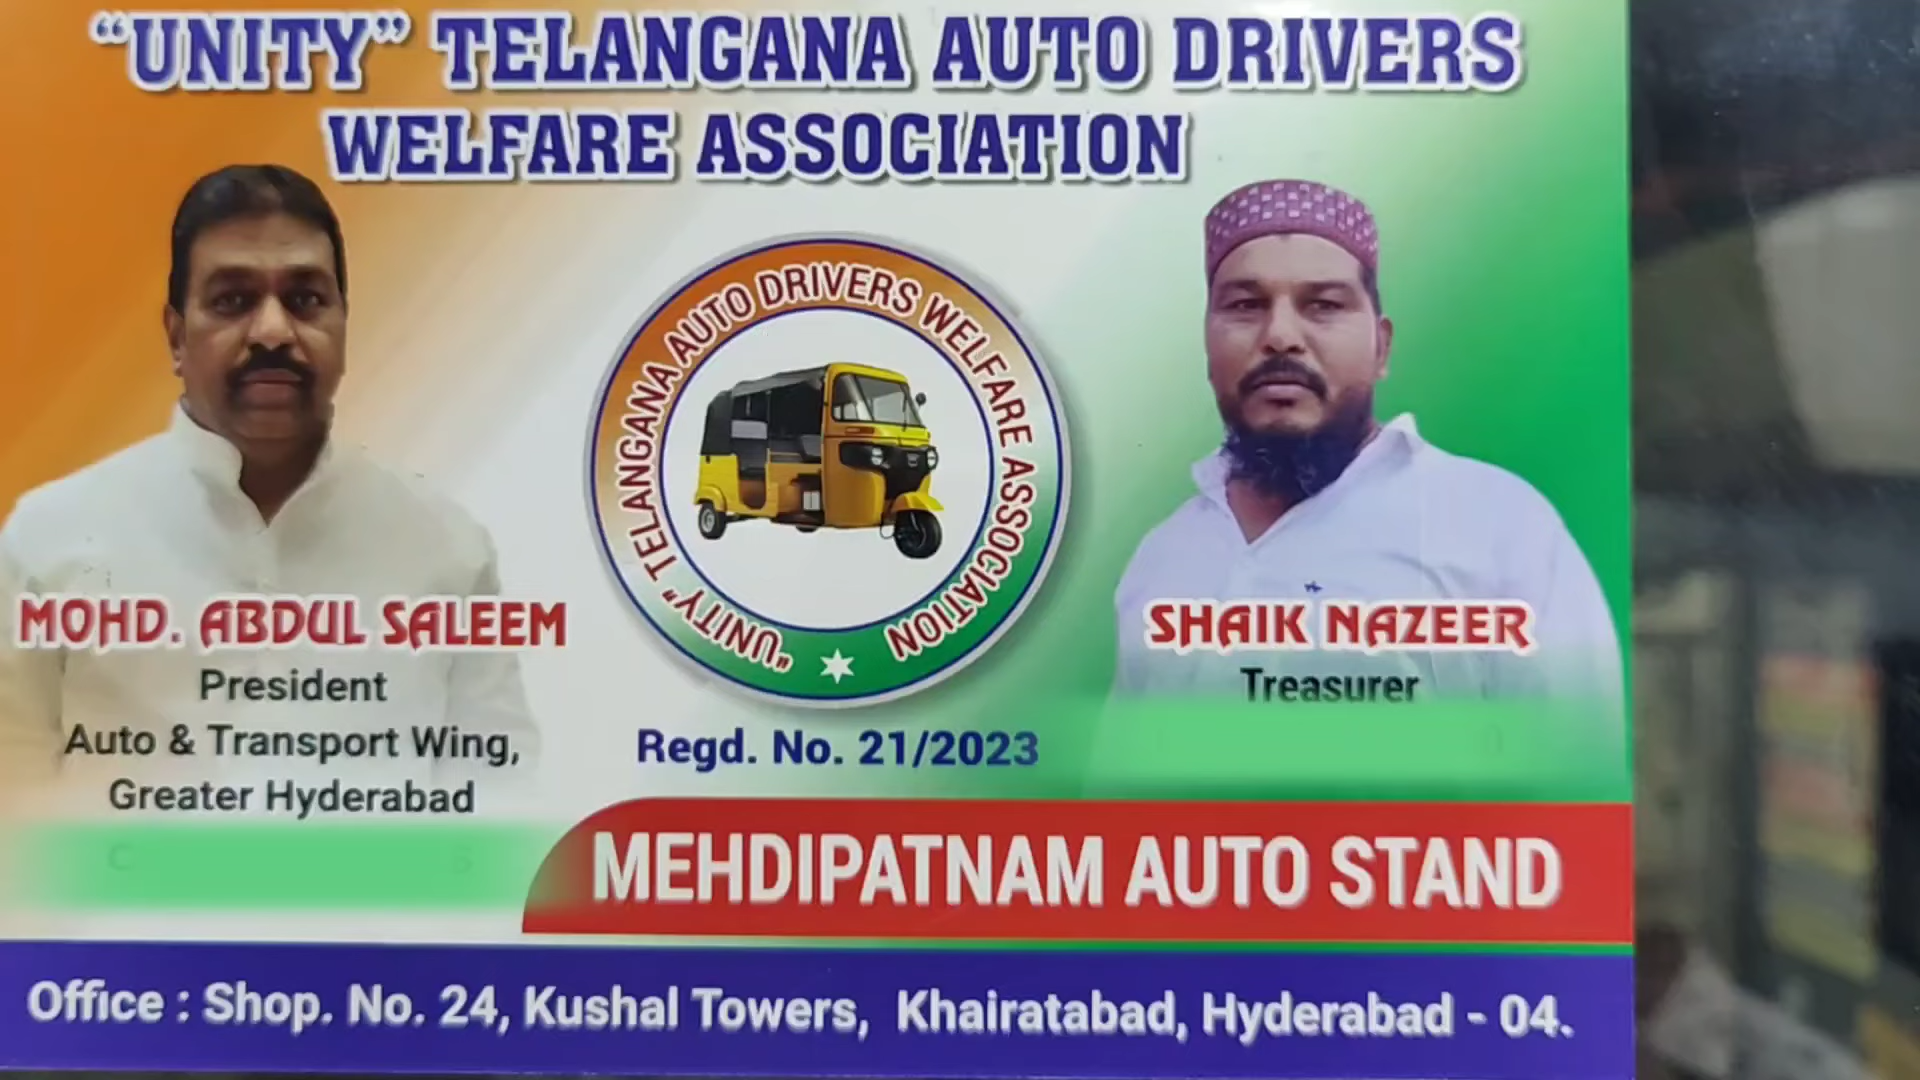 “UNITY” TELANGANA AUTO DRIVERS
WELFARE ASSOCIATION
"UNITY" TELANGANA AUTO DRIVERS WELFARE ASSOCIATION
MOHD. ABDUL SALEEM
President
Auto & Transport Wing,
Greater Hyderabad
SHAIK NAZEER
Treasurer
Regd. No. 21/2023
MEHDIPATNAM AUTO STAND
Office : Shop. No. 24, Kushal Towers, Khairatabad, Hyderabad - 04.